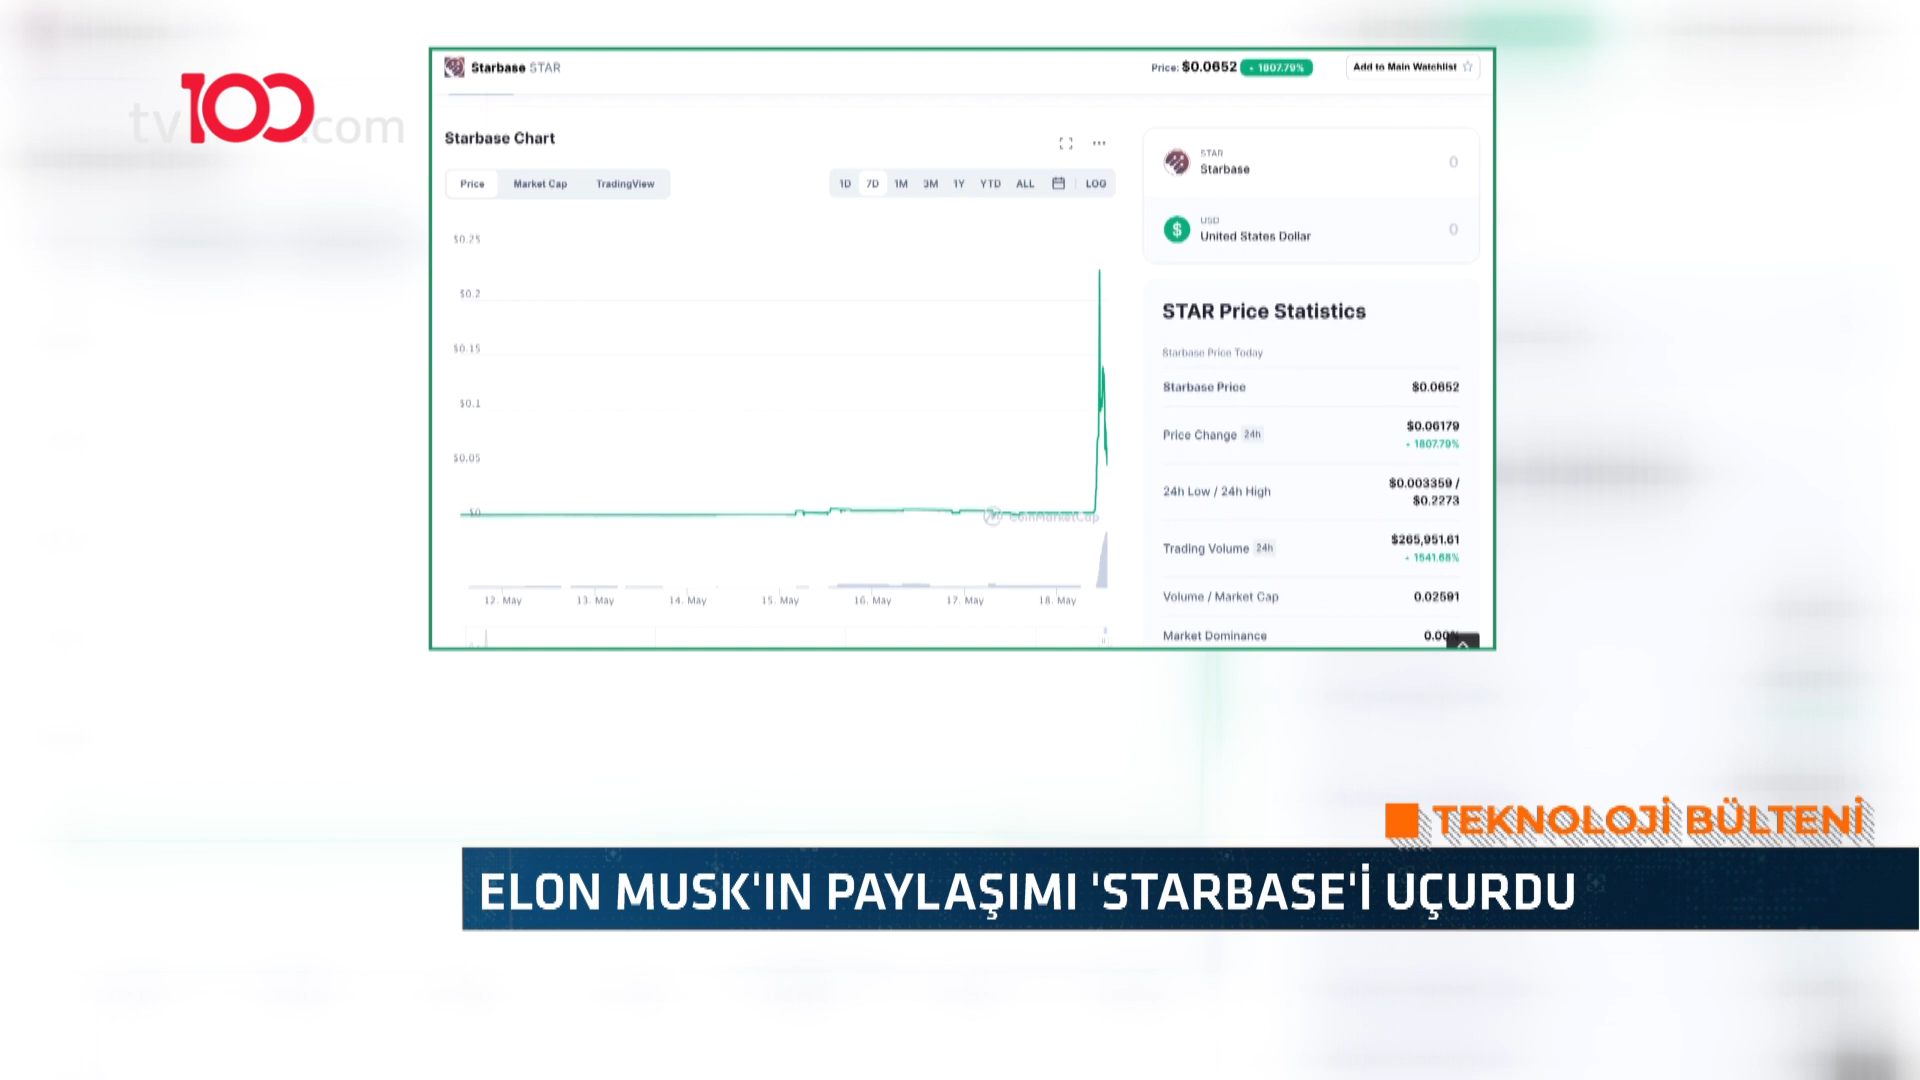 tv100.com
Starbase STAR
Price: $0.0652 1807.79%
Add to Main Watchlist
Starbase Chart
Price Market Cap TradingView
1D 7D 1M 3M 1Y YTD ALL LOG
$0.25
$0.2
$0.15
$0.1
$0.05
$0
CoinMarketCap
12. May 13. May 14. May 15. May 16. May 17. May 18. May
STAR
Starbase
0
USD
United States Dollar
0
STAR Price Statistics
Starbase Price Today
Starbase Price $0.0652
Price Change 24h $0.06179
1807.79%
24h Low / 24h High $0.003359 /
$0.2273
Trading Volume 24h $265,951.61
1541.68%
Volume / Market Cap 0.02591
Market Dominance 0.00%
TEKNOLOJİ BÜLTENİ
ELON MUSK'IN PAYLAŞIMI 'STARBASE'İ UÇURDU